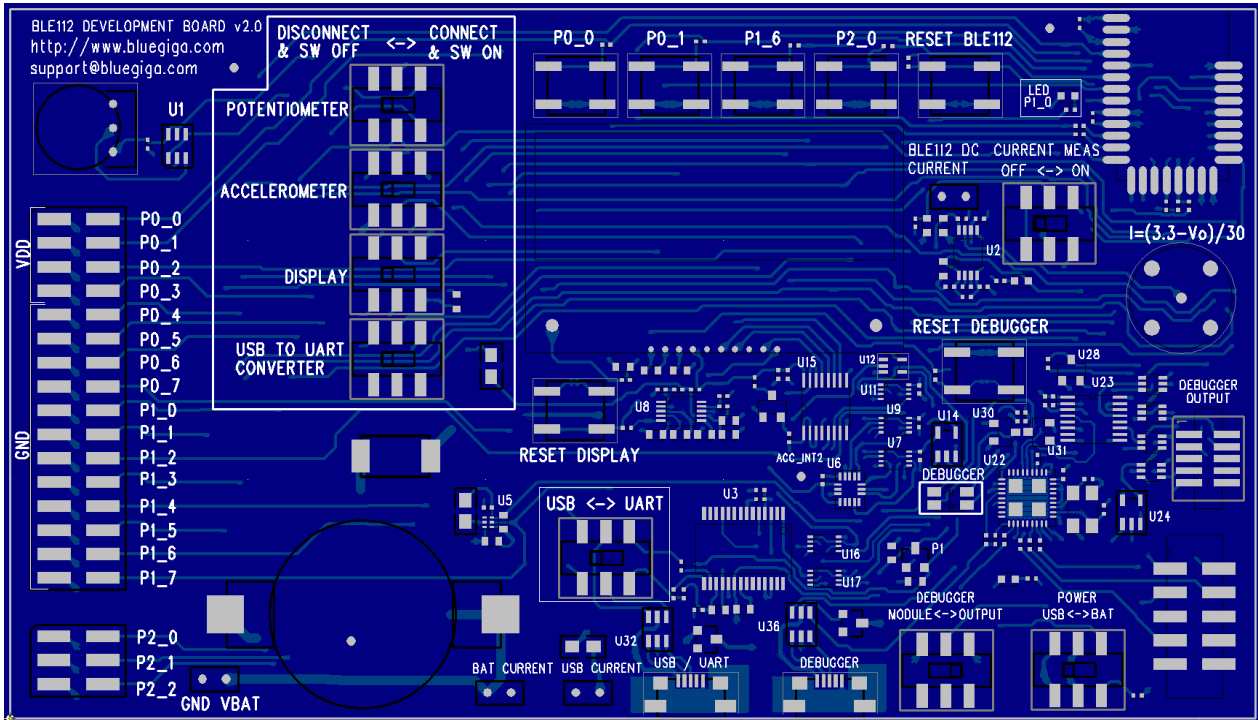 BLE112 DEVELOPMENT BOARD v2.0
http://www.bluegiga.com
support@bluegiga.com
DISCONNECT <-> CONNECT
& SW OFF & SW ON
POTENTIOMETER
ACCELEROMETER
DISPLAY
USB TO UART
CONVERTER
U1
P0_0 P0_1 P1_6 P2_0 RESET BLE112
LED
P1_0
BLE112 DC CURRENT MEAS
CURRENT OFF <-> ON
U2
I=(3.3-Vo)/30
VDD
GND
P0_0
P0_1
P0_2
P0_3
P0_4
P0_5
P0_6
P0_7
P1_0
P1_1
P1_2
P1_3
P1_4
P1_5
P1_6
P1_7
P2_0
P2_1
P2_2
GND VBAT
RESET DEBUGGER
U15
U12
U28
U11
U23
DEBUGGER
OUTPUT
U8
U9
U14
U30
U7
U31
RESET DISPLAY
ACC_INT2
U6
U22
DEBUGGER
U5
USB <-> UART
U3
U24
U16
U17
P1
DEBUGGER
MODULE<->OUTPUT
POWER
USB<->BAT
U32
U36
BAT CURRENT
USB CURRENT
USB / UART
DEBUGGER